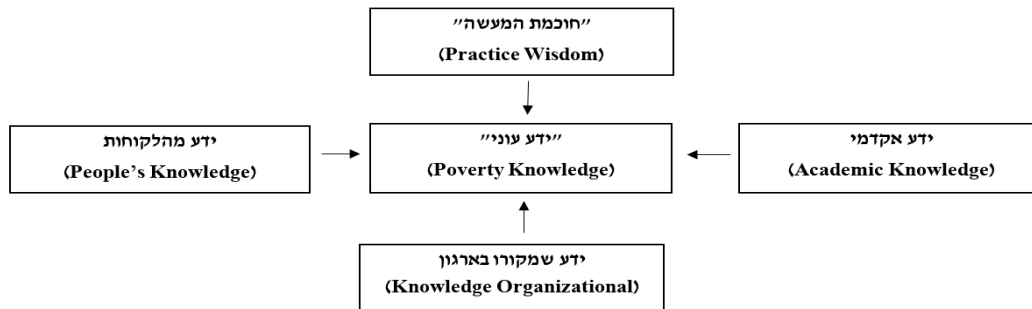 "חוכמת המעשה"
(Practice Wisdom)
ידע מהלקוחות
(People's Knowledge)
"ידע עוני"
(Poverty Knowledge)
ידע אקדמי
(Academic Knowledge)
ידע שמקורו בארגון
(Knowledge Organizational)